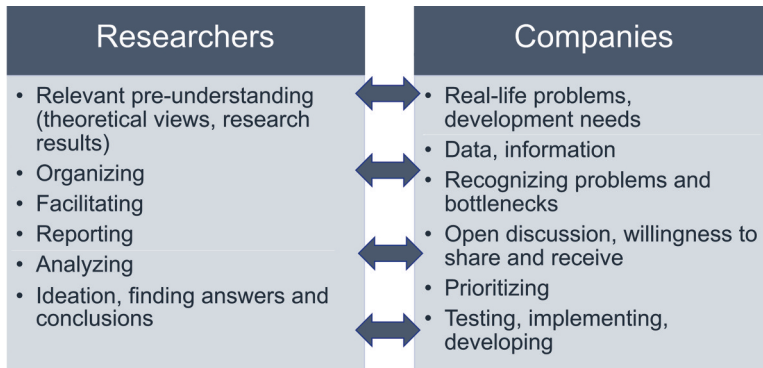 Researchers
• Relevant pre-understanding
(theoretical views, research
results)
• Organizing
• Facilitating
• Reporting
• Analyzing
• Ideation, finding answers and
conclusions
Companies
• Real-life problems,
development needs
• Data, information
• Recognizing problems and
bottlenecks
• Open discussion, willingness to
share and receive
• Prioritizing
• Testing, implementing,
developing